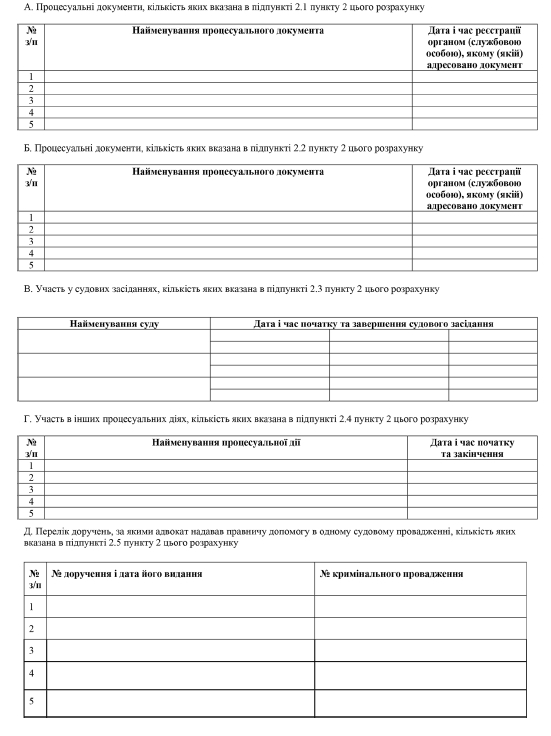 А. Процесуальні документи, кількість яких вказана в підпункті 2.1 пункту 2 цього розрахунку
№ з/п
Найменування процесуального документа
Дата і час реєстрації
органом (службовою
особою), якому (якій)
адресовано документ
1
2
3
4
5
Б. Процесуальні документи, кількість яких вказана в підпункті 2.2 пункту 2 цього розрахунку
№ з/п
Найменування процесуального документа
Дата і час реєстрації
органом (службовою
особою), якому (якій)
адресовано документ
1
2
3
4
5
В. Участь у судових засіданнях, кількість яких вказана в підпункті 2.3 пункту 2 цього розрахунку
Найменування суду
Дата і час початку та завершення судового засідання
Г. Участь в інших процесуальних діях, кількість яких вказана в підпункті 2.4 пункту 2 цього розрахунку
№ з/п
Найменування процесуальної дії
Дата і час початку
та закінчення
1
2
3
4
5
Д. Перелік доручень, за якими адвокат надавав правничу допомогу в одному судовому провадженні, кількість яких
вказана в підпункті 2.5 пункту 2 цього розрахунку
№ з/п
№ доручення і дата його видання
№ кримінального провадження
1
2
3
4
5